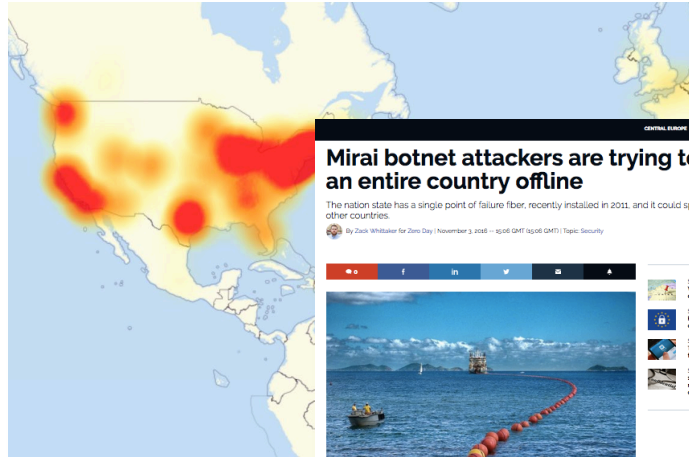 CENTRAL EUROPE
Mirai botnet attackers are trying to
an entire country offline
The nation state has a single point of failure fiber, recently installed in 2011, and it could
other countries.
By Zack Whittaker for Zero Day | November 3, 2016 -- 15:06 GMT (15:06 GMT) | Topic: Security
0
f
in